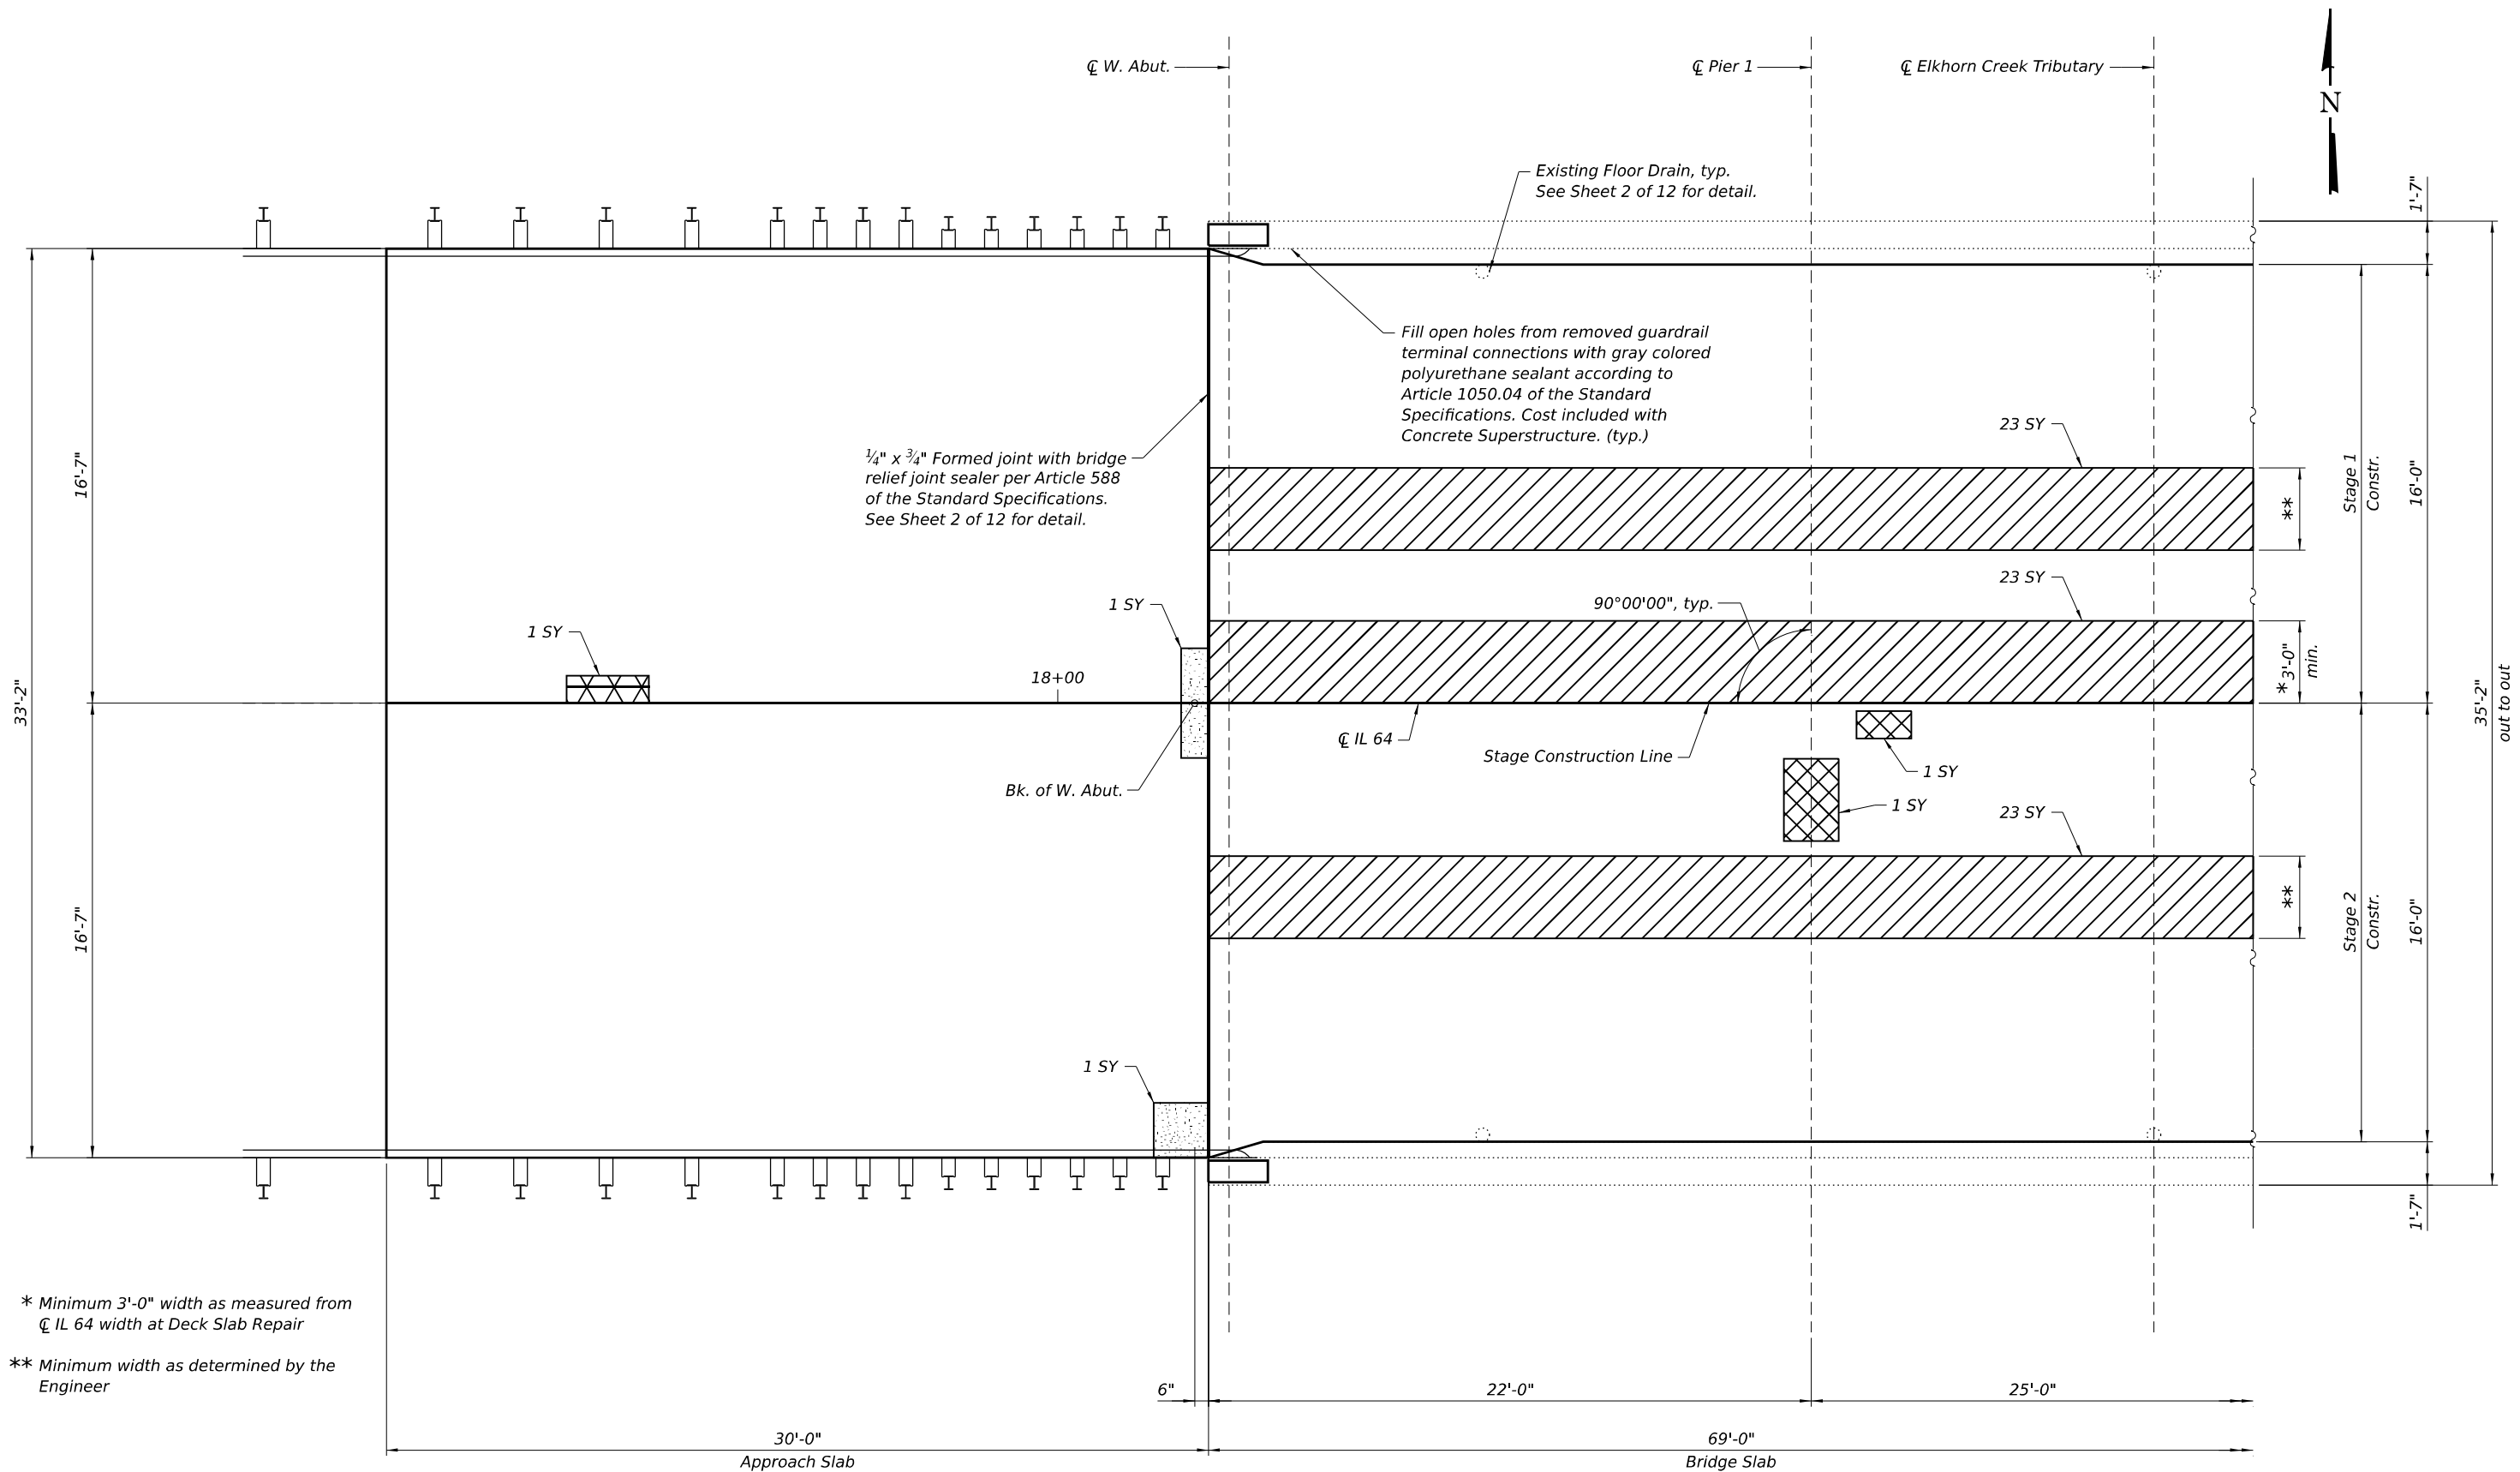 ℄ W. Abut.
℄ Pier 1
℄ Elkhorn Creek Tributary
N
Existing Floor Drain, typ.
See Sheet 2 of 12 for detail.
1'-7"
Fill open holes from removed guardrail
terminal connections with gray colored
polyurethane sealant according to
Article 1050.04 of the Standard
Specifications. Cost included with
Concrete Superstructure. (typ.)
¼" x ¾" Formed joint with bridge
relief joint sealer per Article 588
of the Standard Specifications.
See Sheet 2 of 12 for detail.
16'-7"
23 SY
**
Stage 1
Constr.
16'-0"
23 SY
90°00'00", typ.
1 SY
1 SY
18+00
33'-2"
* 3'-0"
min.
35'-2"
out to out
℄ IL 64
Stage Construction Line
1 SY
Bk. of W. Abut.
1 SY
23 SY
16'-7"
**
Stage 2
Constr.
16'-0"
1 SY
1'-7"
* Minimum 3'-0" width as measured from
℄ IL 64 width at Deck Slab Repair
** Minimum width as determined by the
Engineer
6"
22'-0"
25'-0"
30'-0"
Approach Slab
69'-0"
Bridge Slab